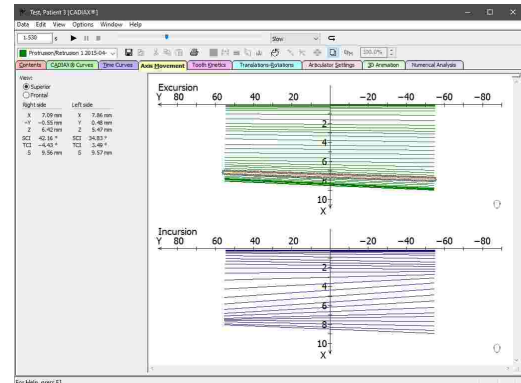 Test, Patient 3 [CADIAX®]
Data Edit View Options Window Help
1.530 s Slow
Protrusion/Retrusion 1 2015-04- 100.0%
Contents CADIAX® Curves Time Curves Axis Movement Tooth Kinetics Translations-Rotations Articulator Settings 3D Animation Numerical Analysis
View:
Superior
Frontal
Right side Left side
X 7.09 mm X 7.86 mm
-Y -0.55 mm Y 0.48 mm
Z 6.42 mm Z 5.47 mm
SCI 42.16 ° SCI 34.83 °
TCI -4.43 ° TCI 3.49 °
S 9.56 mm S 9.57 mm
Excursion
Y 80 60 40 20 -20 -40 -60 -80
2
4
6
8
10
X
Incursion
Y 80 60 40 20 -20 -40 -60 -80
2
4
6
8
10
X
For Help, press F1